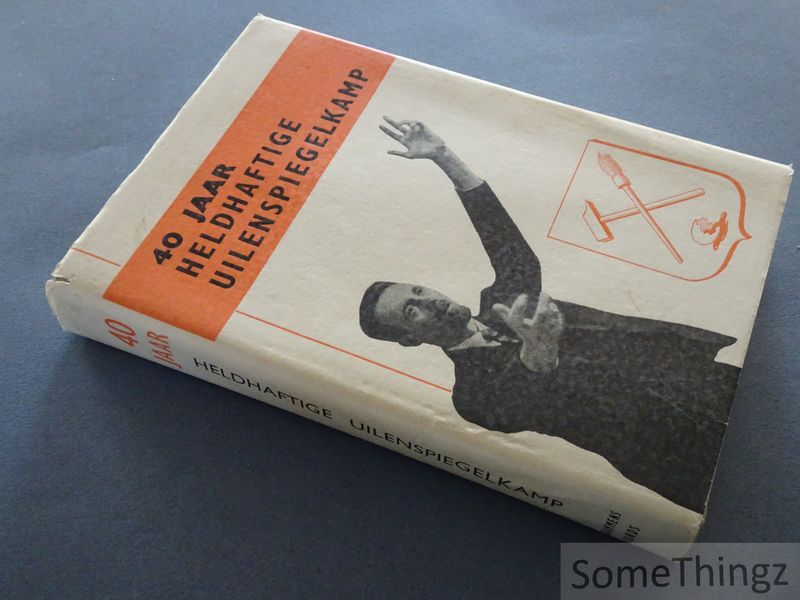 40 JAAR
HELDHAFTIGE
UILENSPIEGELKAMP
40
JAAR
HELDHAFTIGE UILENSPIEGELKAMP
SomeThingz